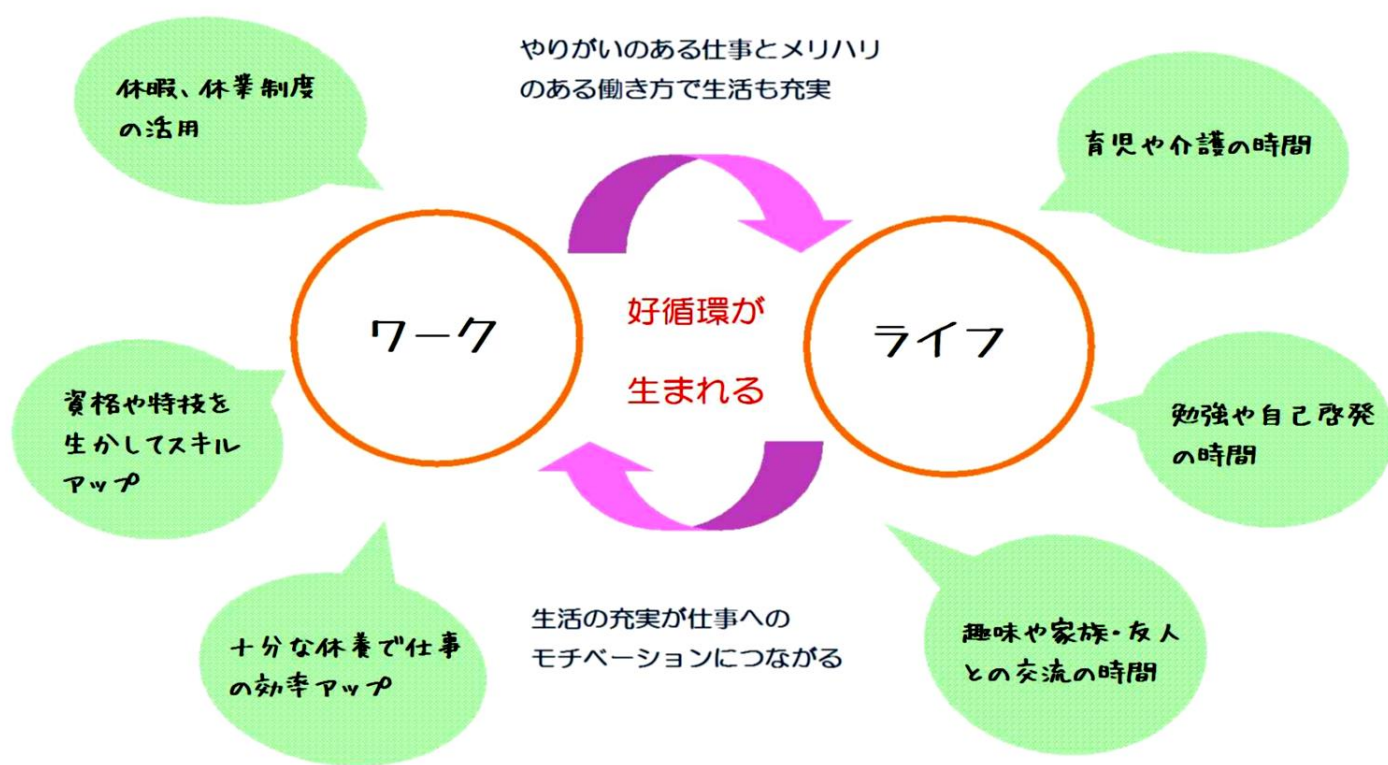 やりがいのある仕事とメリハリ
のある働き方で生活も充実
休暇、休業制度
の活用
育児や介護の時間
ワーク
好循環が
生まれる
ライフ
資格や特技を
生かしてスキル
アップ
勉強や自己啓発
の時間
十分な休養で仕事
の効率アップ
生活の充実が仕事への
モチベーションにつながる
趣味や家族・友人
との交流の時間